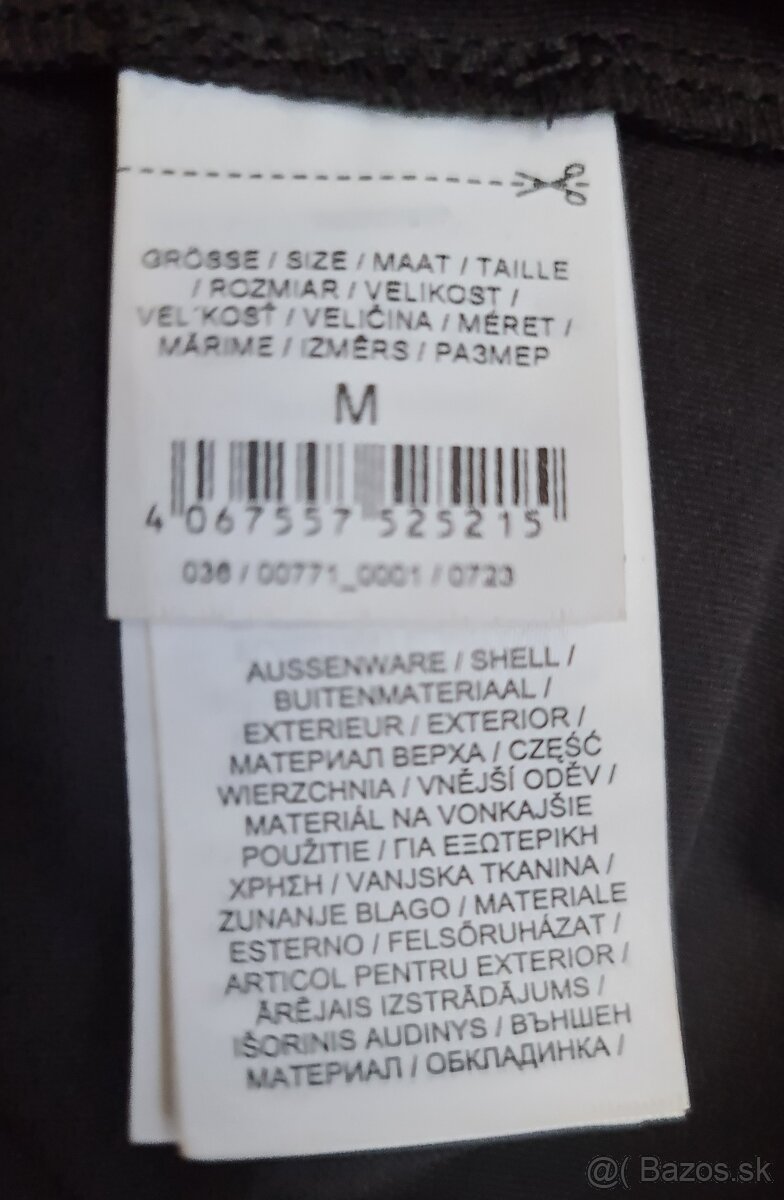 GRÖSSE / SIZE / MAAT / TAILLE
/ ROZMIAR / VELIKOST /
VEL´KOSŤ / VELIČINA / MÉRET /
MĂRIME / IZMĒRS / РАЗМЕР
M
4 067557 525215
036 / 00771_0001 / 0723
AUSSENWARE / SHELL /
BUITENMATERIAAL /
EXTERIEUR / EXTERIOR /
МАТЕРИАЛ ВЕРХА / CZĘŚĆ
WIERZCHNIA / VNĚJŠÍ ODĚV /
MATERIÁL NA VONKAJŠIE
POUŽITIE / ΓΙΑ ΕΞΩΤΕΡΙΚΗ
ΧΡΗΣΗ / VANJSKA TKANINA /
ZUNANJE BLAGO / MATERIALE
ESTERNO / FELSŐRUHÁZAT /
ARTICOL PENTRU EXTERIOR /
ĀRĒJAIS IZSTRĀDĀJUMS /
IŠORINIS AUDINYS / ВЪНШЕН
МАТЕРИАЛ / ОБКЛАДИНКА /
@( Bazos.sk